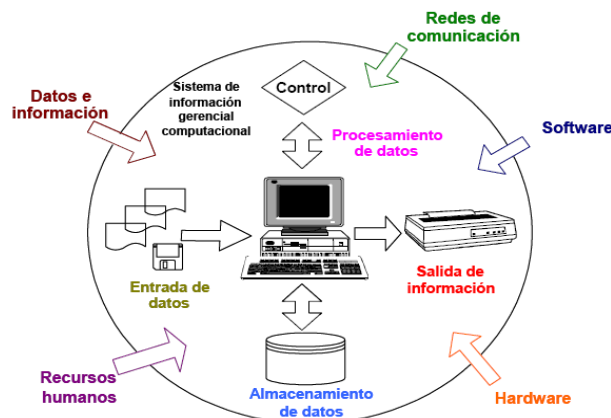 Redes de
comunicación
Sistema de
información
gerencial
computacional
Control
Datos e
información
Procesamiento
de datos
Software
Entrada de
datos
Salida de
información
Recursos
humanos
Almacenamiento
de datos
Hardware